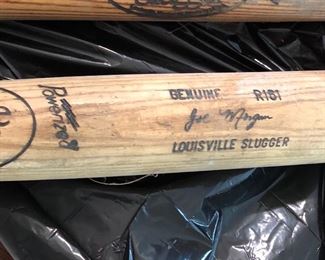 Powerized
GENUINE R161
Joe Morgan
LOUISVILLE SLUGGER